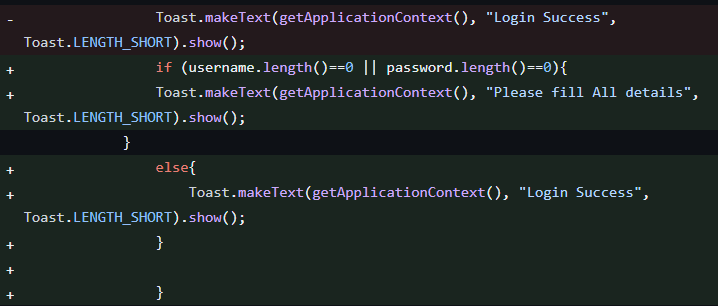 -                 Toast.makeText(getApplicationContext(), "Login Success",
Toast.LENGTH_SHORT).show();
+                 if (username.length()==0 || password.length()==0){
+                 Toast.makeText(getApplicationContext(), "Please fill All details",
Toast.LENGTH_SHORT).show();
            }
+                 else{
+                     Toast.makeText(getApplicationContext(), "Login Success",
Toast.LENGTH_SHORT).show();
+                 }
+
+                 }